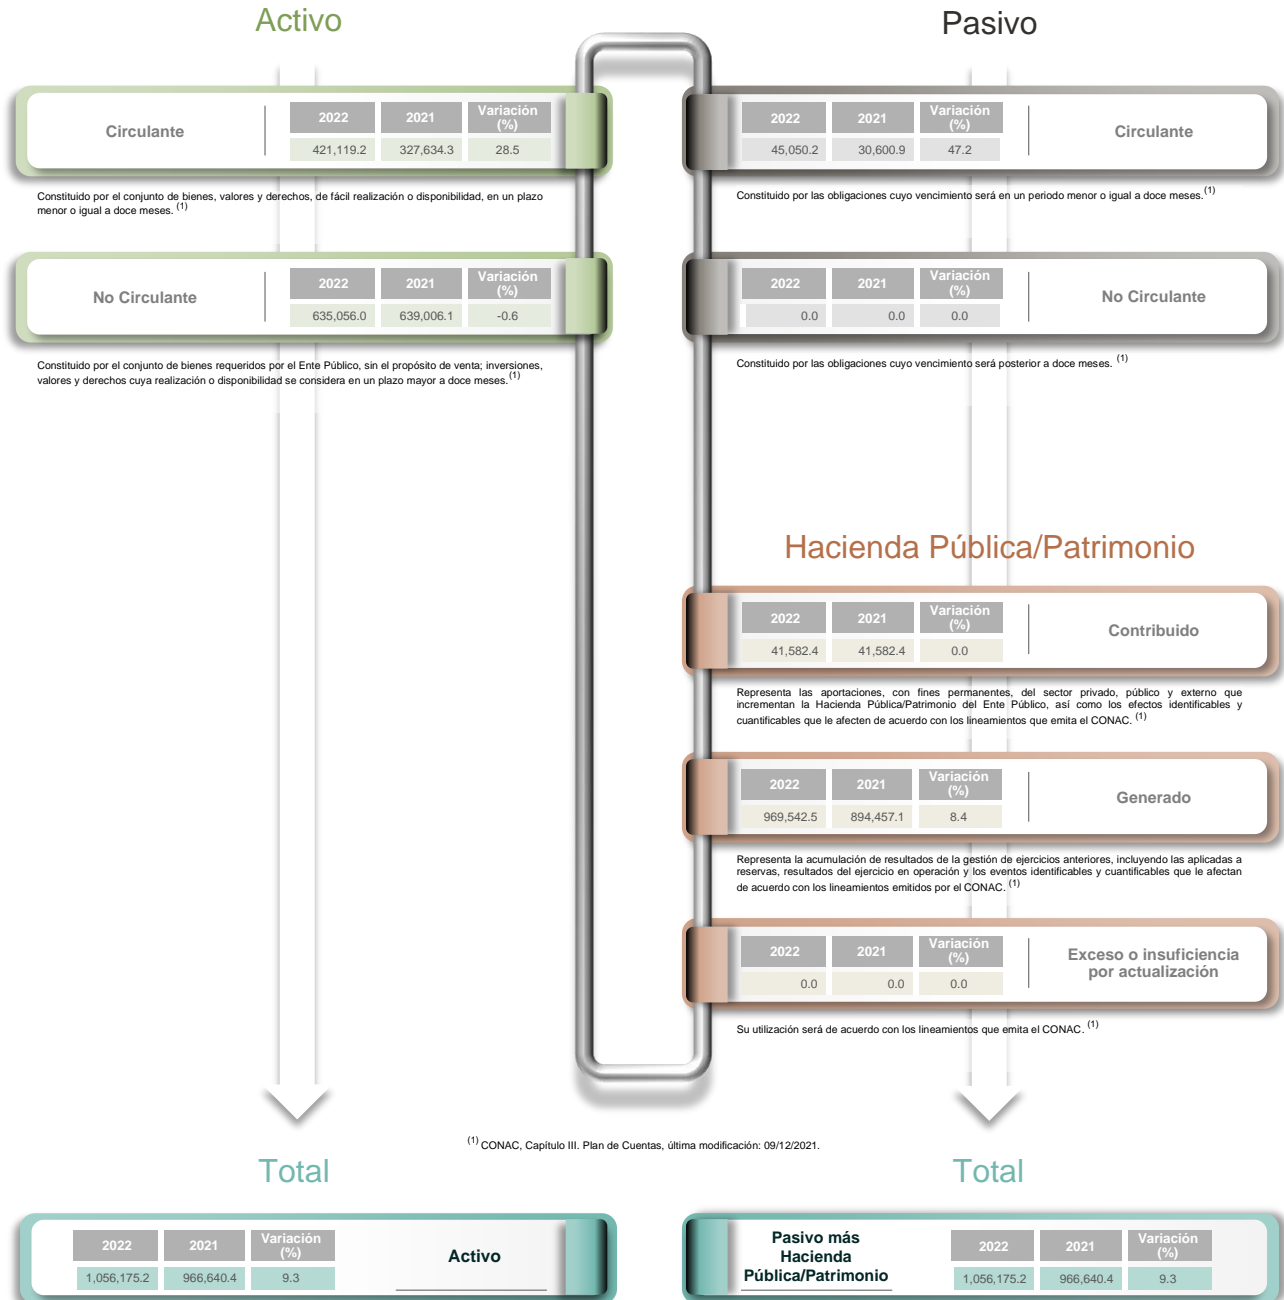 Activo
Circulante
2022 2021 Variación (%)
421,119.2 327,634.3 28.5
Constituido por el conjunto de bienes, valores y derechos, de fácil realización o disponibilidad, en un plazo
menor o igual a doce meses. (1)
No Circulante
2022 2021 Variación (%)
635,056.0 639,006.1 -0.6
Constituido por el conjunto de bienes requeridos por el Ente Público, sin el propósito de venta; inversiones,
valores y derechos cuya realización o disponibilidad se considera en un plazo mayor a doce meses. (1)
Pasivo
2022 2021 Variación (%)
45,050.2 30,600.9 47.2
Circulante
Constituido por las obligaciones cuyo vencimiento será en un periodo menor o igual a doce meses. (1)
2022 2021 Variación (%)
0.0 0.0 0.0
No Circulante
Constituido por las obligaciones cuyo vencimiento será posterior a doce meses. (1)
Hacienda Pública/Patrimonio
2022 2021 Variación (%)
41,582.4 41,582.4 0.0
Contribuido
Representa las aportaciones, con fines permanentes, del sector privado, público y externo que
incrementan la Hacienda Pública/Patrimonio del Ente Público, así como los efectos identificables y
cuantificables que le afecten de acuerdo con los lineamientos que emita el CONAC. (1)
2022 2021 Variación (%)
969,542.5 894,457.1 8.4
Generado
Representa la acumulación de resultados de la gestión de ejercicios anteriores, incluyendo las aplicadas a
reservas, resultados del ejercicio en operación y los eventos identificables y cuantificables que le afectan
de acuerdo con los lineamientos emitidos por el CONAC. (1)
2022 2021 Variación (%)
0.0 0.0 0.0
Exceso o insuficiencia
por actualización
Su utilización será de acuerdo con los lineamientos que emita el CONAC. (1)
(1) CONAC, Capítulo III. Plan de Cuentas, última modificación: 09/12/2021.
Total
2022 2021 Variación (%)
1,056,175.2 966,640.4 9.3
Activo
Total
Pasivo más
Hacienda
Pública/Patrimonio
2022 2021 Variación (%)
1,056,175.2 966,640.4 9.3